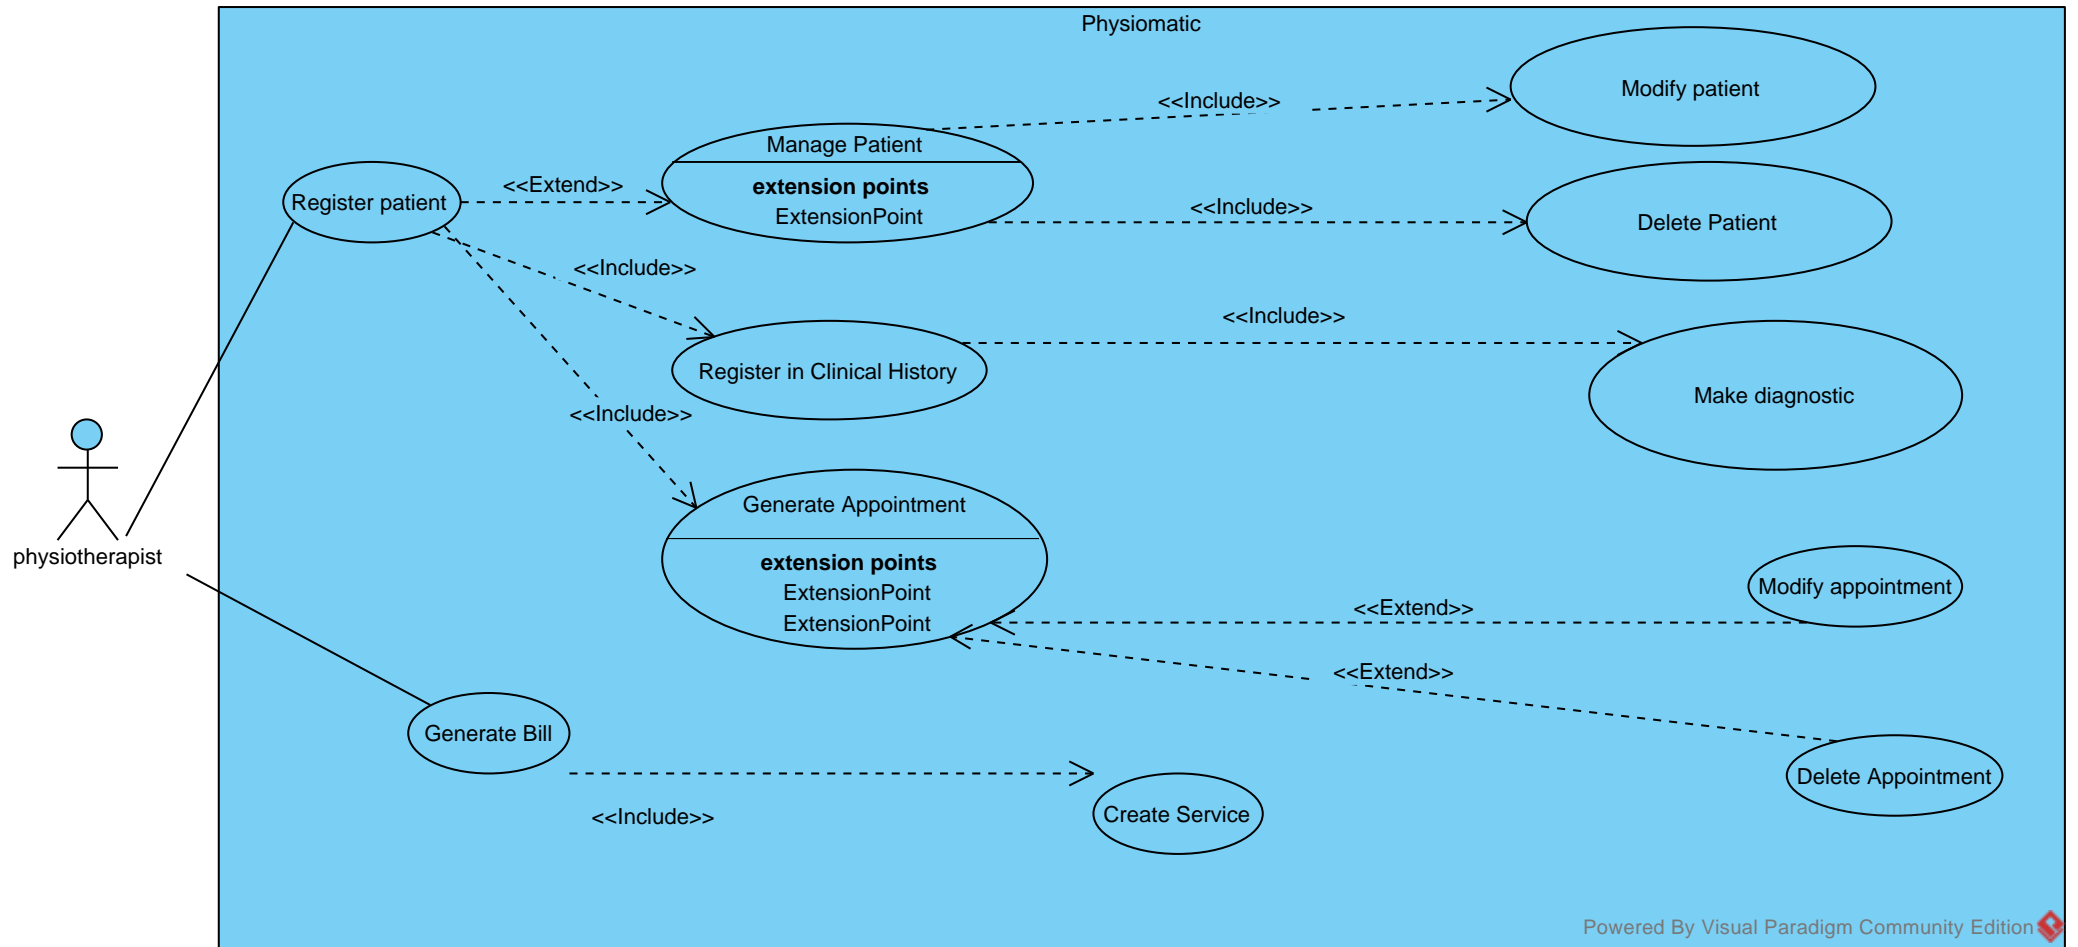 Physiomatic
Modify patient
<<Include>>
Manage Patient
extension points
ExtensionPoint
<<Extend>>
Register patient
<<Include>>
Delete Patient
<<Include>>
<<Include>>
Register in Clinical History
Make diagnostic
<<Include>>
Generate Appointment
extension points
ExtensionPoint
ExtensionPoint
physiotherapist
Modify appointment
<<Extend>>
<<Extend>>
Generate Bill
Delete Appointment
<<Include>>
Create Service
Powered By Visual Paradigm Community Edition